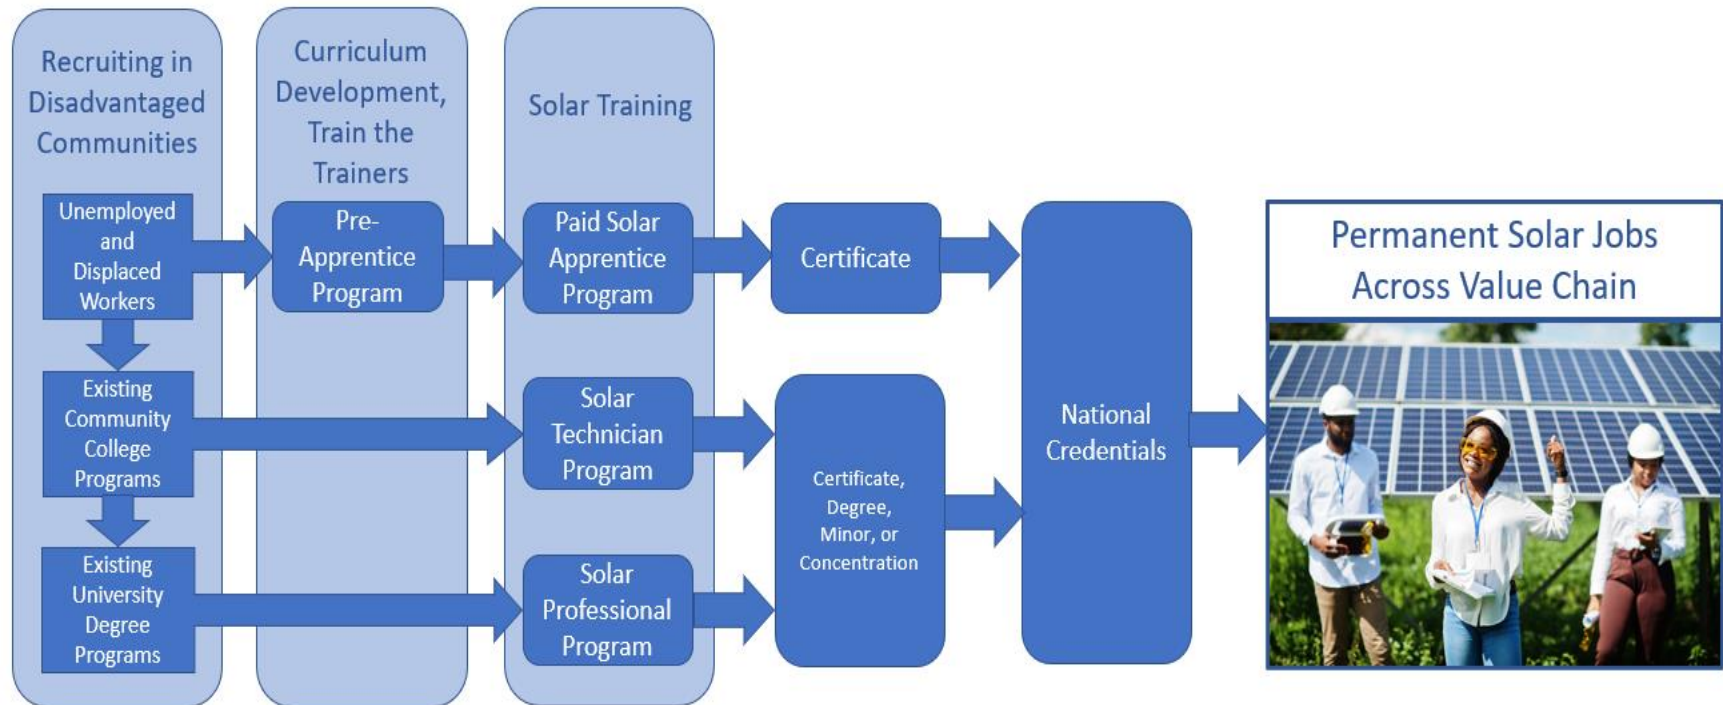 Recruiting in
Disadvantaged
Communities
Curriculum
Development,
Train the
Trainers
Solar Training
Unemployed
and
Displaced
Workers
Pre-
Apprentice
Program
Paid Solar
Apprentice
Program
Certificate
Existing
Community
College
Programs
Solar
Technician
Program
Existing
University
Degree
Programs
Solar
Professional
Program
Certificate,
Degree,
Minor, or
Concentration
National
Credentials
Permanent Solar Jobs
Across Value Chain